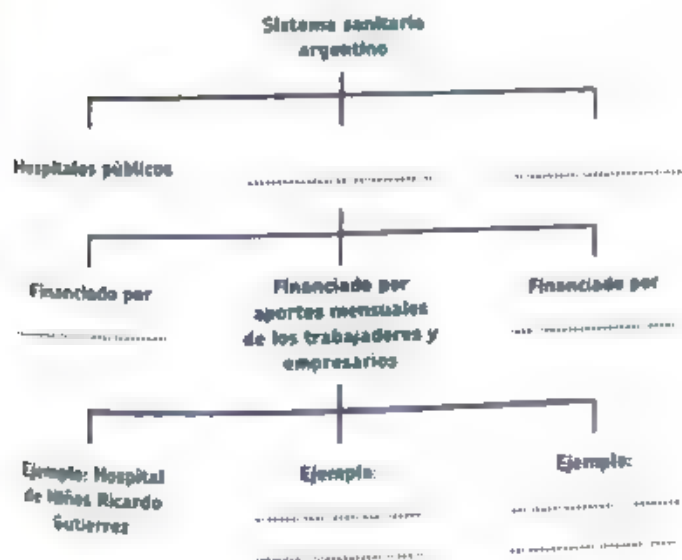 Sistema sanitario
argentino
Hospitales públicos
Financiado por
Financiado por
aportes mensuales
de los trabajadores y
empresarios
Financiado por
Ejemplo: Hospital
de Niños Ricardo
Gutierrez
Ejemplo:
Ejemplo: